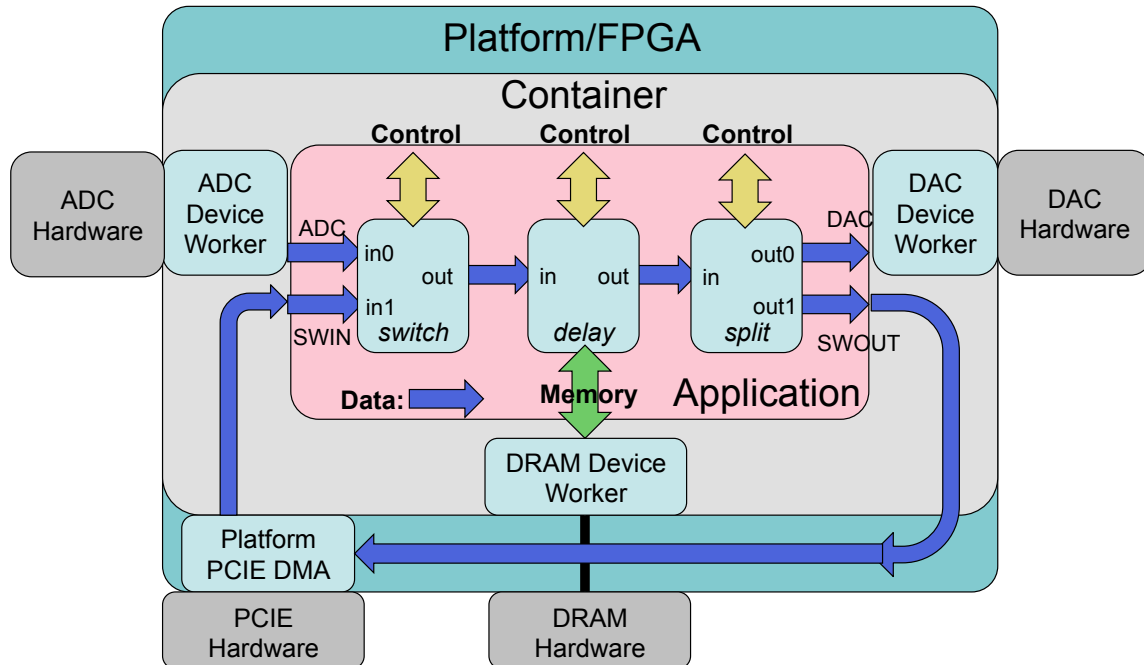 Platform/FPGA
Container
Control
Control
Control
ADC
Hardware
ADC
Device
Worker
ADC
in0
in1
out
switch
SWIN
in
out
delay
in
out0
out1
split
DAC
SWOUT
DAC
Device
Worker
DAC
Hardware
Data:
Memory
Application
DRAM Device
Worker
Platform
PCIE DMA
PCIE
Hardware
DRAM
Hardware